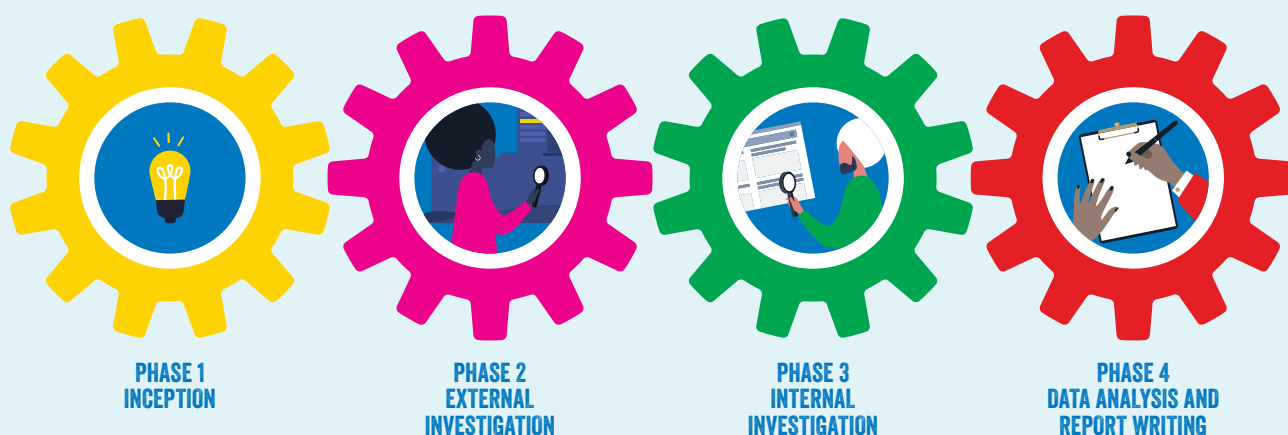 PHASE 1
INCEPTION
PHASE 2
EXTERNAL
INVESTIGATION
PHASE 3
INTERNAL
INVESTIGATION
PHASE 4
DATA ANALYSIS AND
REPORT WRITING